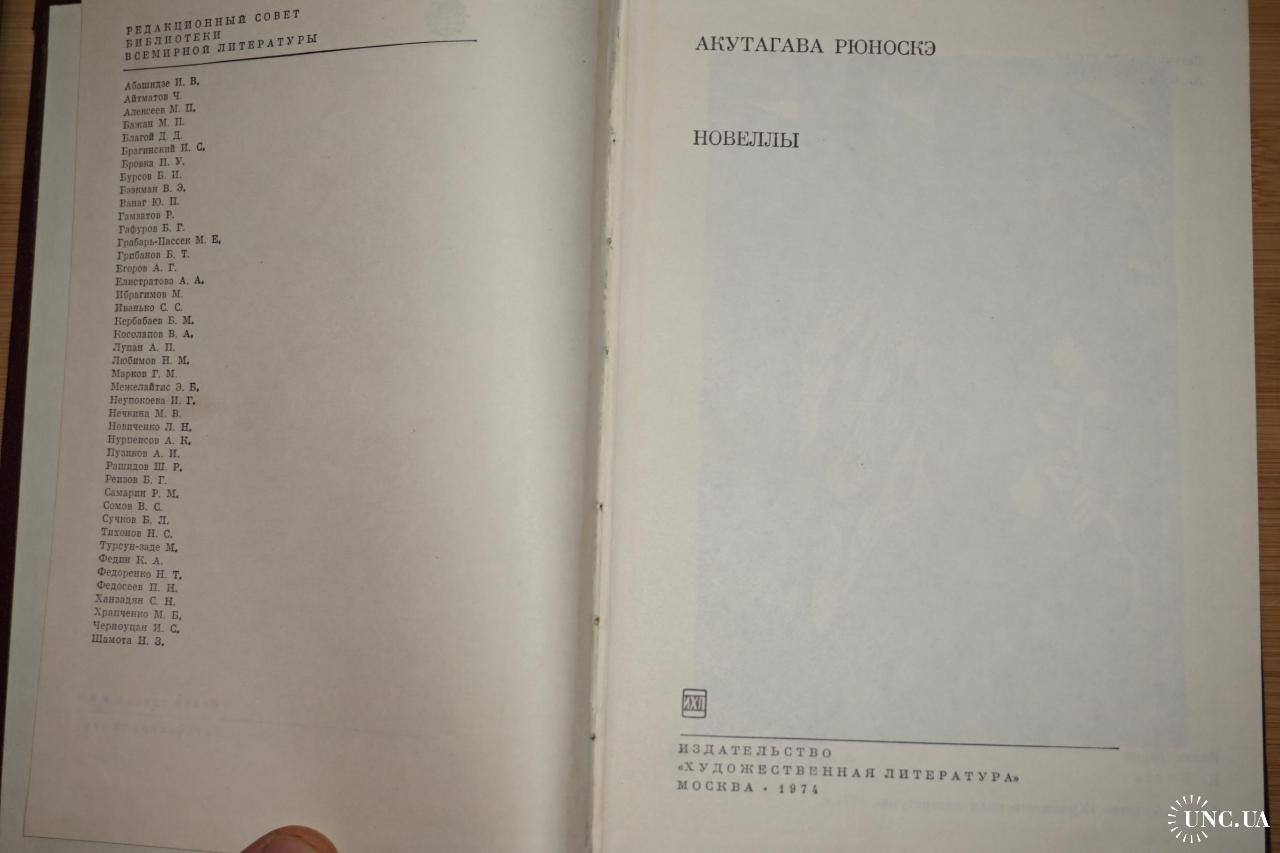 РЕДАКЦИОННЫЙ СОВЕТ
БИБЛИОТЕКИ
ВСЕМИРНОЙ ЛИТЕРАТУРЫ
Абашидзе И. В.
Айтматов Ч.
Алексеев М. П.
Бажан М. П.
Благой Д. Д.
Брагинский И. С.
Бровка П. У.
Бурсов Б. И.
Бээкман В. Э.
Ванаг Ю. П.
Гамзатов Р.
Гафуров Б. Г.
Грабарь-Пассек М. Е.
Грибанов Б. Т.
Егоров А. Г.
Елистратова А. А.
Ибрагимов М.
Иванько С. С.
Кербабаев Б. М.
Косолапов В. А.
Лупан А. П.
Любимов Н. М.
Марков Г. М.
Межелайтис Э. Б.
Неупокоева И. Г.
Нечкина М. В.
Новиченко Л. Н.
Нурпеисов А. К.
Пузиков А. И.
Рашидов Ш. Р.
Реизов Б. Г.
Самарин Р. М.
Сомов В. С.
Сучков Б. Л.
Тихонов Н. С.
Турсун-заде М.
Федин К. А.
Федоренко Н. Т.
Федосеев П. Н.
Ханзадян С. Н.
Храпченко М. Б.
Черноуцан И. С.
Шамота Н. З.
АКУТАГАВА РЮНОСКЭ
НОВЕЛЛЫ
ИХЛ
ИЗДАТЕЛЬСТВО
«ХУДОЖЕСТВЕННАЯ ЛИТЕРАТУРА»
МОСКВА · 1974
UNC.UA